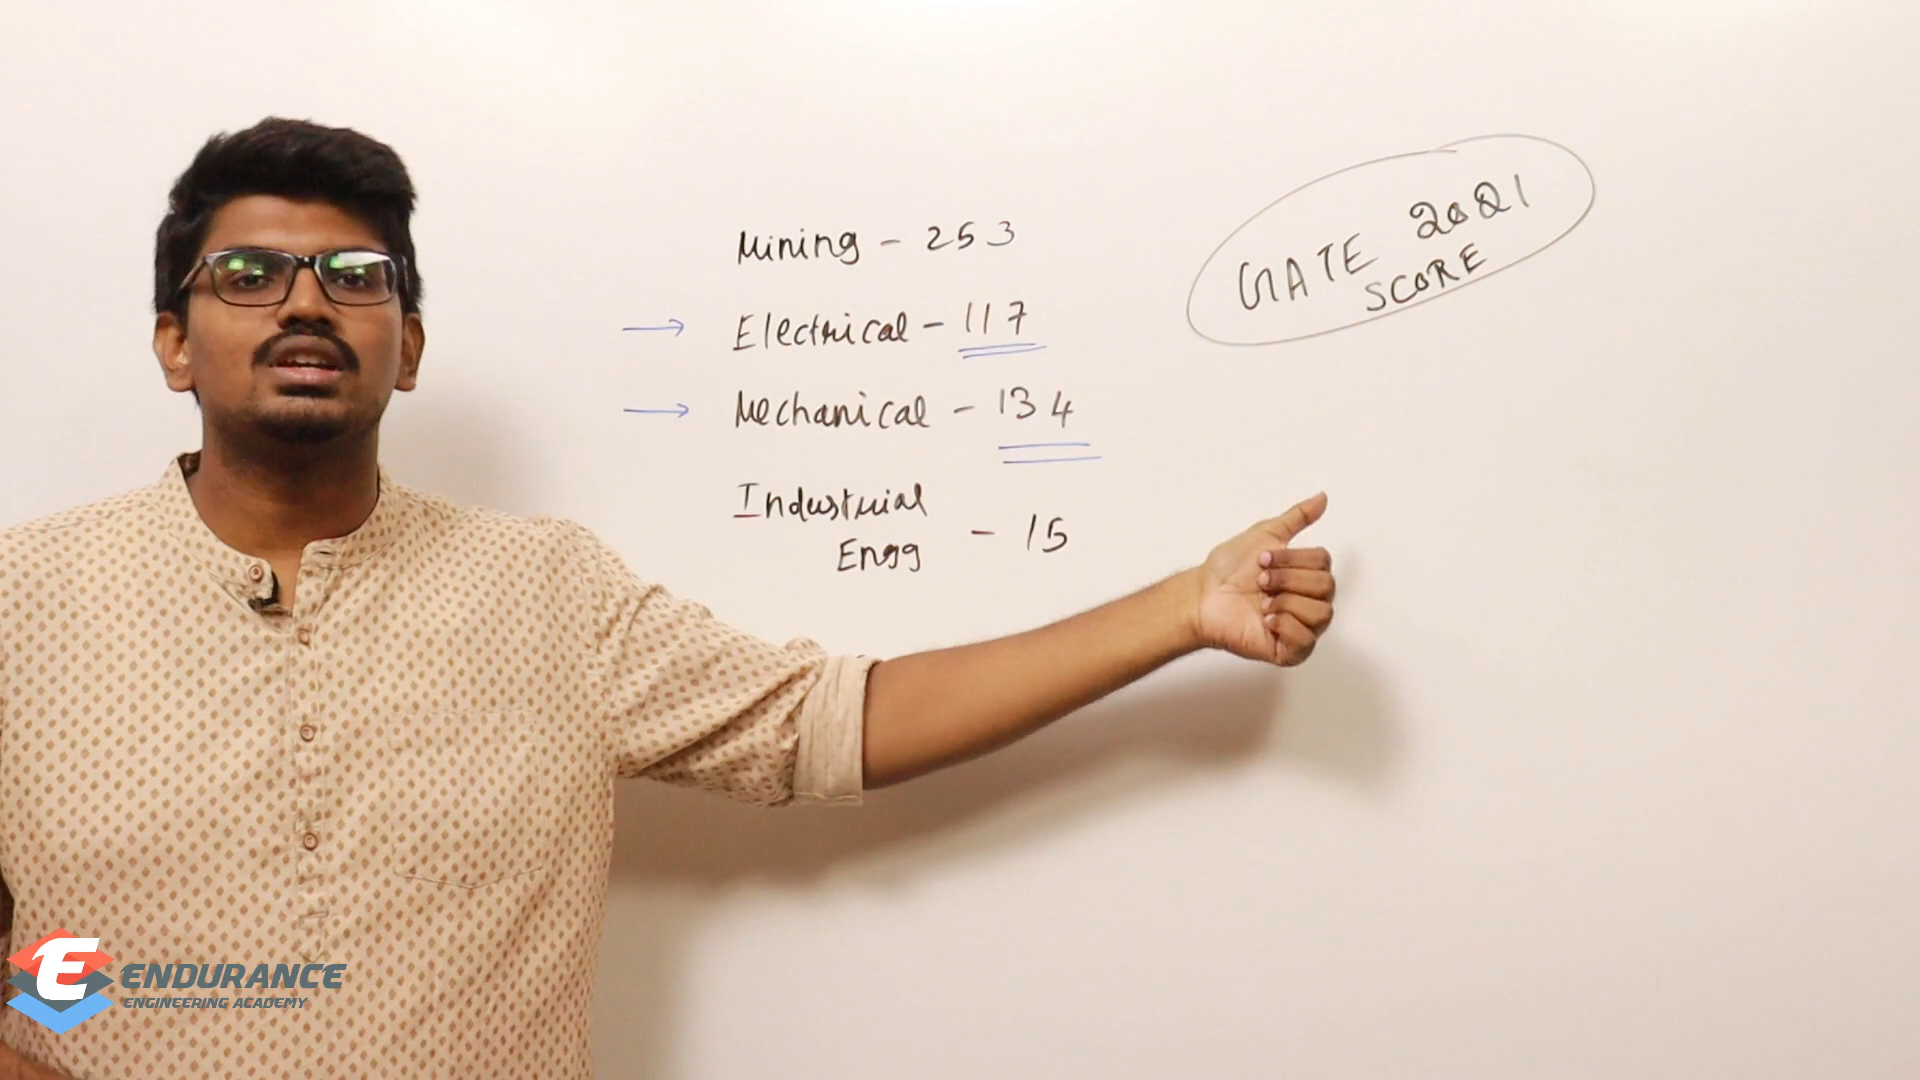 Mining - 253
→ Electrical - 117
→ Mechanical - 134
Industrial
Engg - 15
GATE 2021
SCORE
E
ENDURANCE
ENGINEERING ACADEMY